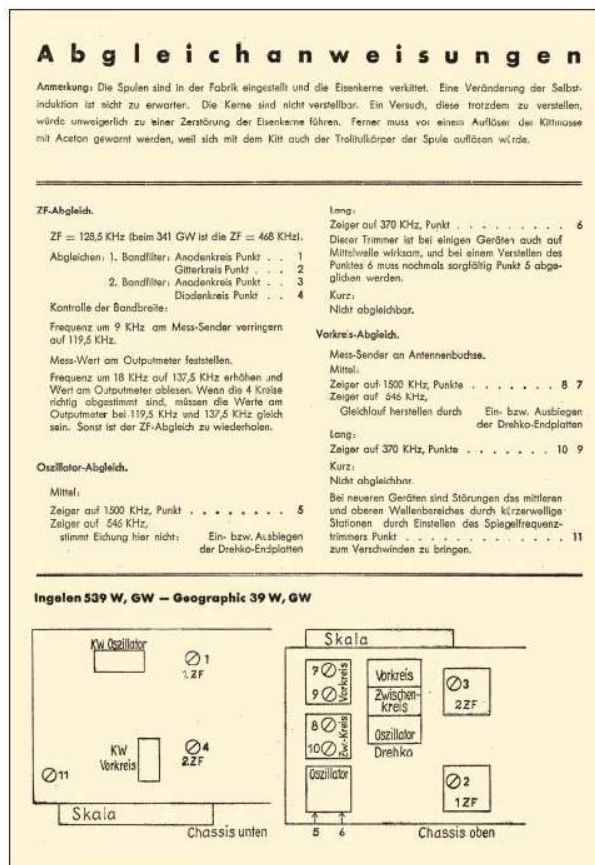 Abgleichanweisungen
Anmerkung: Die Spulen sind in der Fabrik eingestellt und die Eisenkerne verkittet. Eine Veränderung der Selbst-
induktion ist nicht zu erwarten. Die Kerne sind nicht verstellbar. Ein Versuch, diese trotzdem zu verstellen,
würde unweigerlich zu einer Zerstörung der Eisenkerne führen. Ferner muss vor einem Auflösen der Kittmasse
mit Aceton gewarnt werden, weil sich mit dem Kitt auch der Trolitulkörper der Spule auflösen würde.
ZF-Abgleich.
ZF = 128,5 KHz (beim 341 GW ist die ZF = 468 KHz).
Abgleichen: 1. Bandfilter: Anodenkreis Punkt . . 1
Gitterkreis Punkt . . . 2
2. Bandfilter: Anodenkreis Punkt . . 3
Diodenkreis Punkt . . 4
Kontrolle der Bandbreite:
Frequenz um 9 KHz am Mess-Sender verringern
auf 119,5 KHz.
Mess-Wert am Outputmeter feststellen.
Frequenz um 18 KHz auf 137,5 KHz erhöhen und
Wert am Outputmeter ablesen. Wenn die 4 Kreise
richtig abgestimmt sind, müssen die Werte am
Outputmeter bei 119,5 KHz und 137,5 KHz gleich
sein. Sonst ist der ZF-Abgleich zu wiederholen.
Oszillator-Abgleich.
Mittel:
Zeiger auf 1500 KHz, Punkt . . . . . . . . 5
Zeiger auf 546 KHz,
stimmt Eichung hier nicht: Ein- bzw. Ausbiegen
der Drehko-Endplatten
Lang:
Zeiger auf 370 KHz, Punkt . . . . . . . . . 6
Dieser Trimmer ist bei einigen Geräten auch auf
Mittelwelle wirksam, und bei einem Verstellen des
Punktes 6 muss nochmals sorgfältig Punkt 5 abge-
glichen werden.
Kurz:
Nicht abgleichbar.
Vorkreis-Abgleich.
Mess-Sender an Antennenbuchse.
Mittel:
Zeiger auf 1500 KHz, Punkte . . . . . . . 8 7
Zeiger auf 546 KHz,
Gleichlauf herstellen durch Ein- bzw. Ausbiegen
der Drehko-Endplatten
Lang:
Zeiger auf 370 KHz, Punkte . . . . . . . 10 9
Kurz:
Nicht abgleichbar.
Bei neueren Geräten sind Störungen des mittleren
und oberen Wellenbereiches durch kürzerwellige
Stationen durch Einstellen des Spiegelfrequenz-
trimmers Punkt . . . . . . . . . . . . . . 11
zum Verschwinden zu bringen.
Ingelen 539 W, GW — Geographic 39 W, GW
KW Oszillator
1
1.ZF
KW
Vorkreis
4
2.ZF
11
Skala
Chassis unten
Skala
7
9
Vorkreis
8
10
Zw.-Kreis
Oszillator
5 6
Vorkreis
Zwischen-
kreis
Oszillator
Drehko
3
2ZF
2
1ZF
Chassis oben